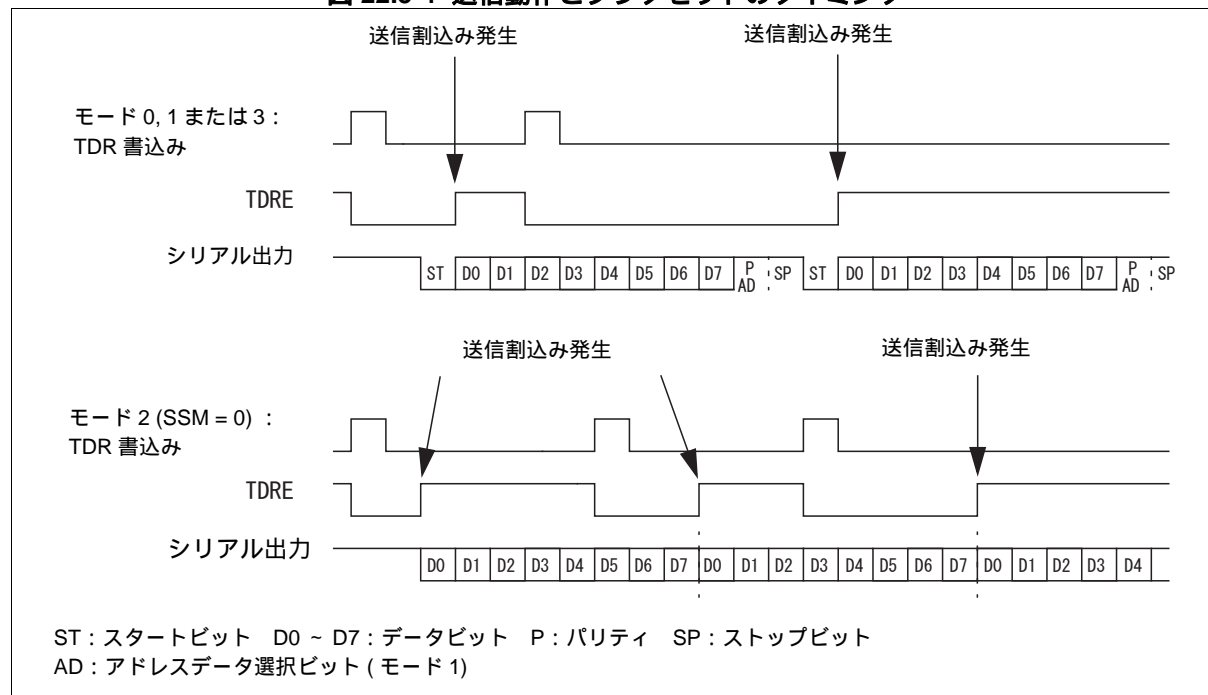 送信割込み発生 送信割込み発生
モード 0, 1 または 3 :
TDR 書込み
TDRE
シリアル出力
ST D0 D1 D2 D3 D4 D5 D6 D7 P AD SP ST D0 D1 D2 D3 D4 D5 D6 D7 P AD SP
送信割込み発生 送信割込み発生
モード 2 (SSM = 0) :
TDR 書込み
TDRE
シリアル出力
D0 D1 D2 D3 D4 D5 D6 D7 D0 D1 D2 D3 D4 D5 D6 D7 D0 D1 D2 D3 D4
ST : スタートビット D0 ~ D7 : データビット P : パリティ SP : ストップビット
AD : アドレスデータ選択ビット ( モード 1)